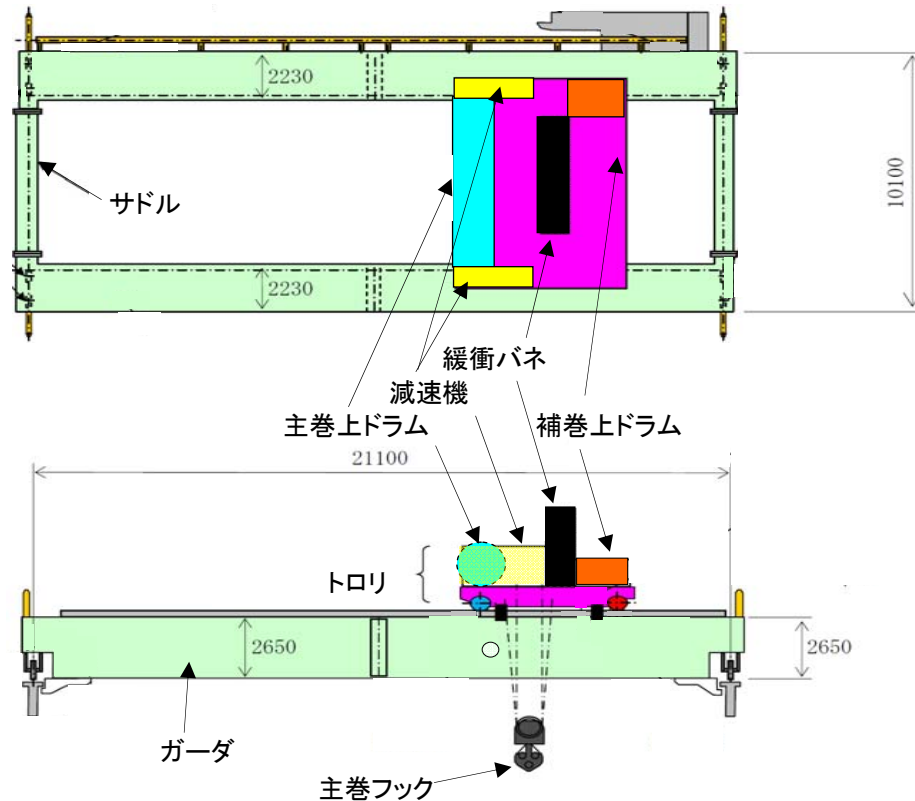 2230
サドル
10100
2230
緩衝バネ
減速機
主巻上ドラム
補巻上ドラム
21100
トロリ
2650
2650
ガーダ
主巻フック